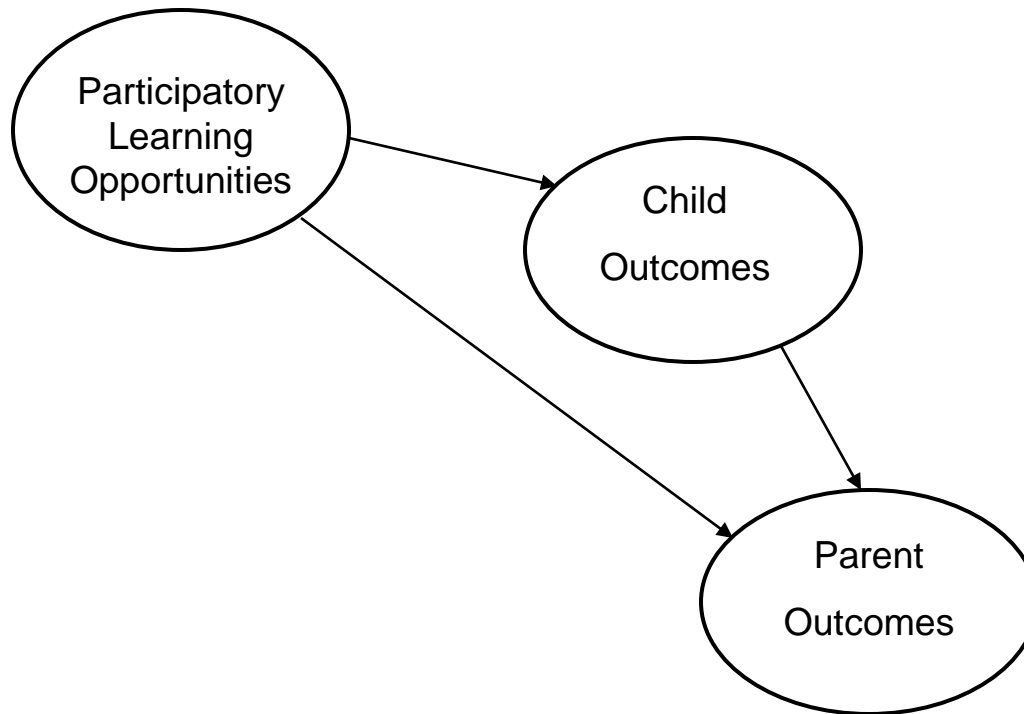 Participatory
Learning
Opportunities
Child
Outcomes
Parent
Outcomes